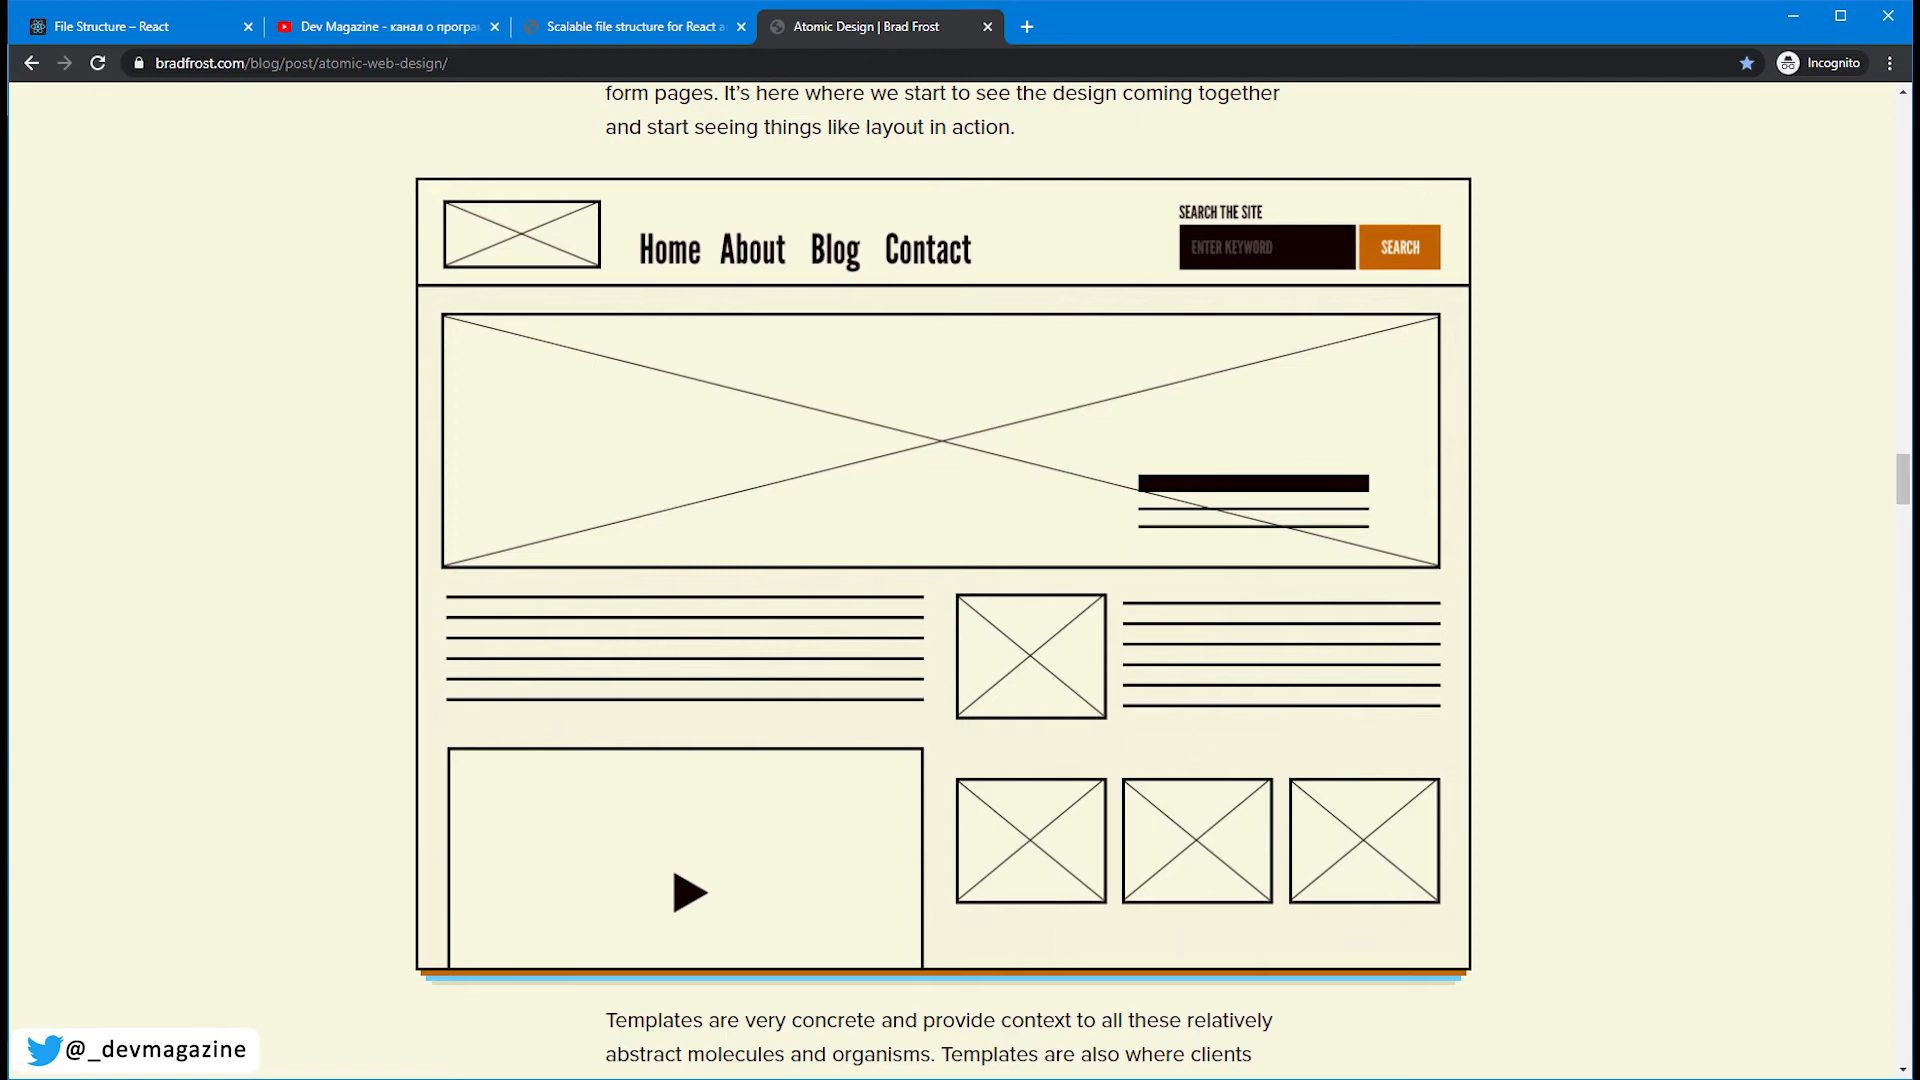 File Structure – React
Dev Magazine - канал о програ
Scalable file structure for React a
Atomic Design | Brad Frost
bradfrost.com/blog/post/atomic-web-design/
Incognito
form pages. It’s here where we start to see the design coming together
and start seeing things like layout in action.
SEARCH THE SITE
Home About Blog Contact
ENTER KEYWORD
SEARCH
Templates are very concrete and provide context to all these relatively
abstract molecules and organisms. Templates are also where clients
@_devmagazine